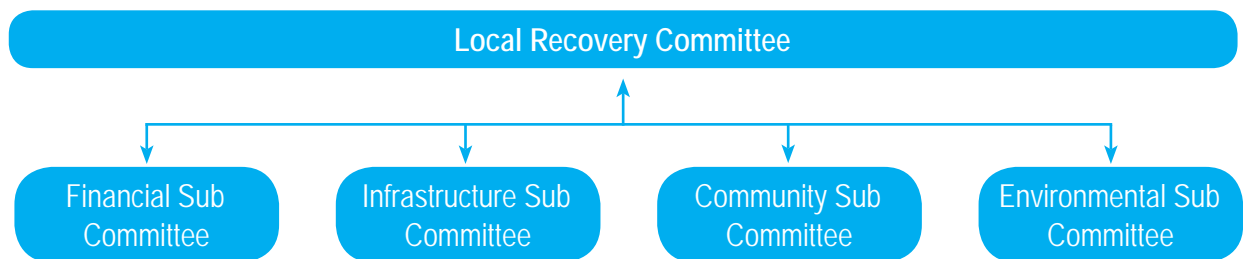 Local Recovery Committee
Financial Sub
Committee
Infrastructure Sub
Committee
Community Sub
Committee
Environmental Sub
Committee